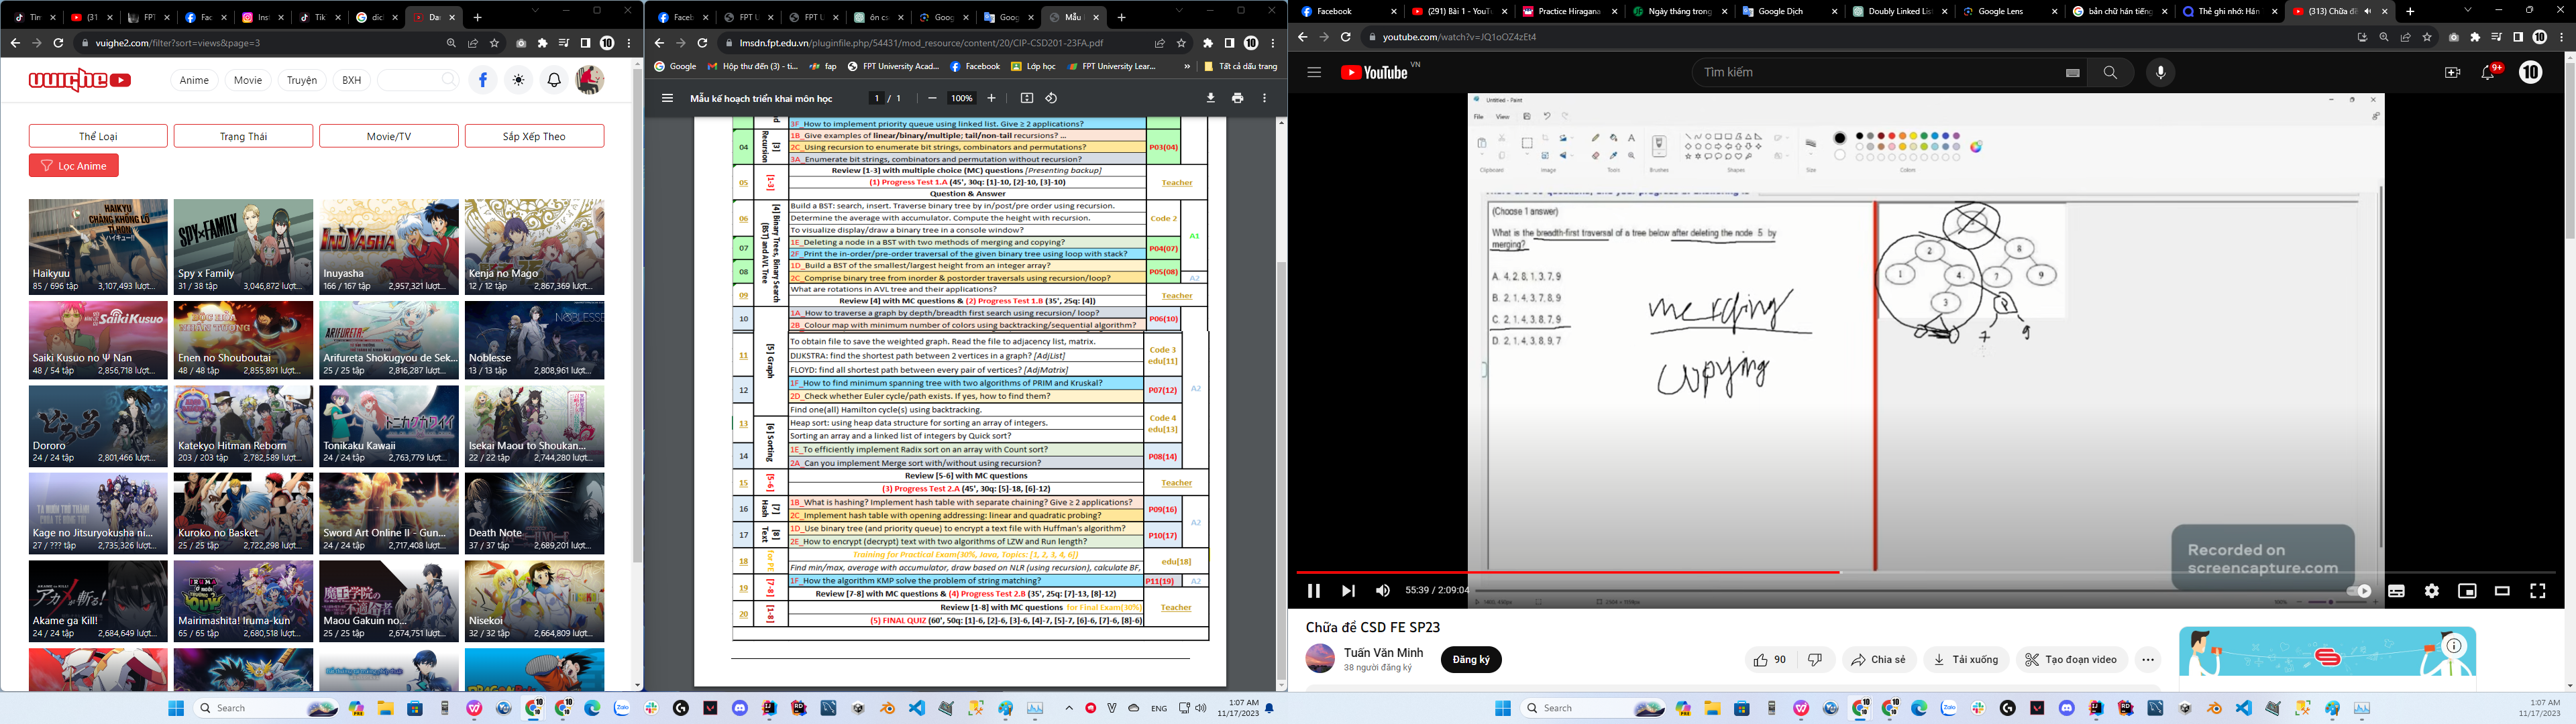 vuighe2.com/filter?sort=views&page=3
VUIGHE
Anime Movie Truyện BXH
Thể Loại Trạng Thái Movie/TV Sắp Xếp Theo
Lọc Anime
Haikyuu
85 / 696 tập 3,107,493 lượt...
Spy x Family
31 / 38 tập 3,046,872 lượt...
Inuyasha
166 / 167 tập 2,957,321 lượt...
Kenja no Mago
12 / 12 tập 2,867,369 lượt...
Saiki Kusuo no Ψ Nan
48 / 54 tập 2,856,718 lượt...
Enen no Shouboutai
48 / 48 tập 2,855,891 lượt...
Arifureta Shokugyou de Sek...
25 / 25 tập 2,816,287 lượt...
Noblesse
13 / 13 tập 2,808,961 lượt...
Dororo
24 / 24 tập 2,801,466 lượt...
Katekyo Hitman Reborn
203 / 203 tập 2,782,589 lượt...
Tonikaku Kawaii
24 / 24 tập 2,763,779 lượt...
Isekai Maou to Shoukan...
22 / 22 tập 2,744,280 lượt...
Kage no Jitsuryokusha ni...
27 / ??? tập 2,735,326 lượt...
Kuroko no Basket
25 / 25 tập 2,722,298 lượt...
Sword Art Online II - Gun...
24 / 24 tập 2,717,408 lượt...
Death Note
37 / 37 tập 2,689,201 lượt...
Akame ga Kill!
24 / 24 tập 2,684,649 lượt...
Mairimashita! Iruma-kun
65 / 65 tập 2,680,518 lượt...
Maou Gakuin no...
25 / 25 tập 2,674,751 lượt...
Nisekoi
32 / 32 tập 2,664,809 lượt...
lmsdn.fpt.edu.vn/pluginfile.php/54431/mod_resource/content/20/CIP-CSD201-23FA.pdf
Google Hộp thư đến (3) - ti... fap FPT University Acad... Facebook Lớp học FPT University Lear... » Tất cả dấu trang
Mẫu kế hoạch triển khai môn học 1 / 1 100%
3F_How to implement priority queue using linked list. Give ≥ 2 applications?
04 Recursion [3]
1B_Give examples of linear/binary/multiple; tail/non-tail recursions? ...
2C_Using recursion to enumerate bit strings, combinators and permutations?
3A_Enumerate bit strings, combinators and permutation without recursion?
P03(04)
05 [1-3]
Review [1-3] with multiple choice (MC) questions [Presenting backup]
(1) Progress Test 1.A (45', 30q: [1]-10, [2]-10, [3]-10)
Question & Answer
Teacher
[4] Binary Trees, Binary Search (BST) and AVL Tree
06
Build a BST: search, insert. Traverse binary tree by in/post/pre order using recursion.
Determine the average with accumulator. Compute the height with recursion.
To visualize display/draw a binary tree in a console window?
Code 2
A1
07
1E_Deleting a node in a BST with two methods of merging and copying?
2F_Print the in-order/pre-order traversal of the given binary tree using loop with stack?
P04(07)
08
1D_Build a BST of the smallest/largest height from an integer array?
2C_Comprise binary tree from inorder & postorder traversals using recursion/loop?
P05(08)
A2
09
What are rotations in AVL tree and their applications?
Review [4] with MC questions & (2) Progress Test 1.B (35', 25q: [4])
Teacher
[5] Graph
10
1A_How to traverse a graph by depth/breadth first search using recursion/ loop?
2B_Colour map with minimum number of colors using backtracking/sequential algorithm?
P06(10)
11
To obtain file to save the weighted graph. Read the file to adjacency list, matrix.
DIJKSTRA: find the shortest path between 2 vertices in a graph? [AdjList]
FLOYD: find all shortest path between every pair of vertices? [AdjMatrix]
Code 3
edu[11]
12
1F_How to find minimum spanning tree with two algorithms of PRIM and Kruskal?
2D_Check whether Euler cycle/path exists. If yes, how to find them?
P07(12)
A2
Find one(all) Hamilton cycle(s) using backtracking.
13 [6] Sorting
Heap sort: using heap data structure for sorting an array of integers.
Sorting an array and a linked list of integers by Quick sort?
Code 4
edu[13]
14
1E_To efficiently implement Radix sort on an array with Count sort?
2A_Can you implement Merge sort with/without using recursion?
P08(14)
15 [5-6]
Review [5-6] with MC questions
(3) Progress Test 2.A (45', 30q: [5]-18, [6]-12)
Teacher
16 Hash [7]
1B_What is hashing? Implement hash table with separate chaining? Give ≥ 2 applications?
2C_Implement hash table with opening addressing: linear and quadratic probing?
P09(16)
A2
17 Text [8]
1D_Use binary tree (and priority queue) to encrypt a text file with Huffman's algorithm?
2E_How to encrypt (decrypt) text with two algorithms of LZW and Run length?
P10(17)
18 for PE
Training for Practical Exam(30%, Java, Topics: [1, 2, 3, 4, 6])
Find min/max, average with accumulator, draw based on NLR (using recursion), calculate BF,
edu[18]
19 [7-8]
1F_How the algorithm KMP solve the problem of string matching?
P11(19) A2
Review [7-8] with MC questions & (4) Progress Test 2.B (35', 25q: [7]-13, [8]-12)
20 [1-8]
Review [1-8] with MC questions for Final Exam(30%)
(5) FINAL QUIZ (60', 50q: [1]-6, [2]-6, [3]-6, [4]-7, [5]-7, [6]-6, [7]-6, [8]-6)
Teacher
Facebook (291) Bài 1 - YouTu Practice Hiragana Ngày tháng trong Google Dịch Doubly Linked List Google Lens bản chữ hán tiếng Thẻ ghi nhớ: Hán (313) Chữa đề
youtube.com/watch?v=JQ1oOZ4zEt4
YouTube VN
Tìm kiếm
9+
10
Untitled - Paint
File View
Clipboard Image Tools Brushes Shapes Size Colors
(Choose 1 answer)
What is the breadth-first traversal of a tree below after deleting the node 5 by
merging?
A. 4, 2, 8, 1, 3, 7, 9
B. 2, 1, 4, 3, 7, 8, 9
C. 2, 1, 4, 3, 8, 7, 9
D. 2, 1, 4, 3, 8, 9, 7
merging
copying
2 8
1 4 7 9
3
7 9
Recorded on
screencapture.com
55:39 / 2:09:04
Chữa đề CSD FE SP23
Tuấn Văn Minh
38 người đăng ký
Đăng ký
90 Chia sẻ Tải xuống Tạo đoạn video
Search
ENG
1:07 AM
11/17/2023
Search
1:07 AM
11/17/2023